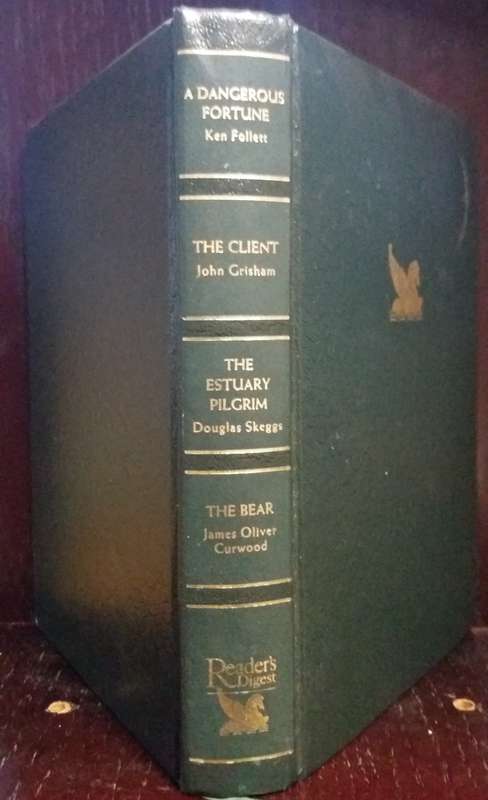 A DANGEROUS
FORTUNE
Ken Follett
THE CLIENT
John Grisham
THE
ESTUARY
PILGRIM
Douglas Skeggs
THE BEAR
James Oliver
Curwood
Reader's
Digest